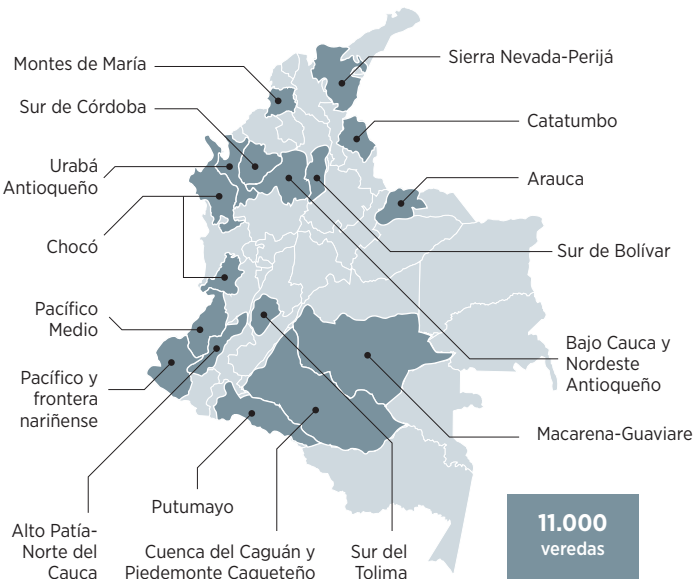 Montes de María
Sur de Córdoba
Urabá
Antioqueño
Chocó
Pacífico
Medio
Pacífico y
frontera
nariñense
Alto Patía-
Norte del
Cauca
Putumayo
Cuenca del Caguán y
Piedemonte Caqueteño
Sur del
Tolima
Sierra Nevada-Perijá
Catatumbo
Arauca
Sur de Bolívar
Bajo Cauca y
Nordeste
Antioqueño
Macarena-Guaviare
11.000
veredas